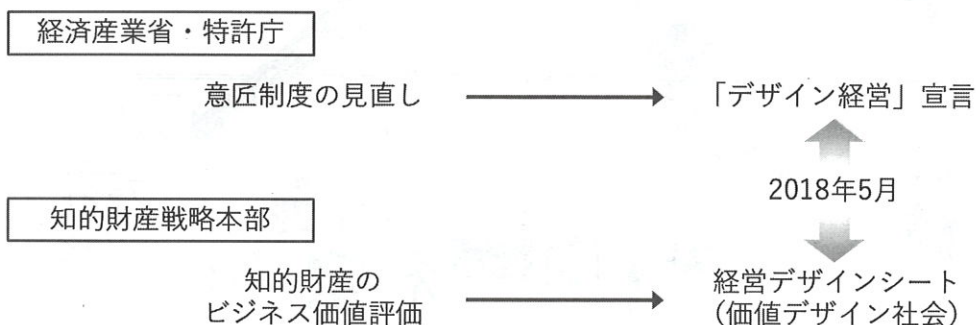 経済産業省・特許庁
意匠制度の見直し
「デザイン経営」宣言
2018年5月
知的財産戦略本部
知的財産の
ビジネス価値評価
経営デザインシート
（価値デザイン社会）